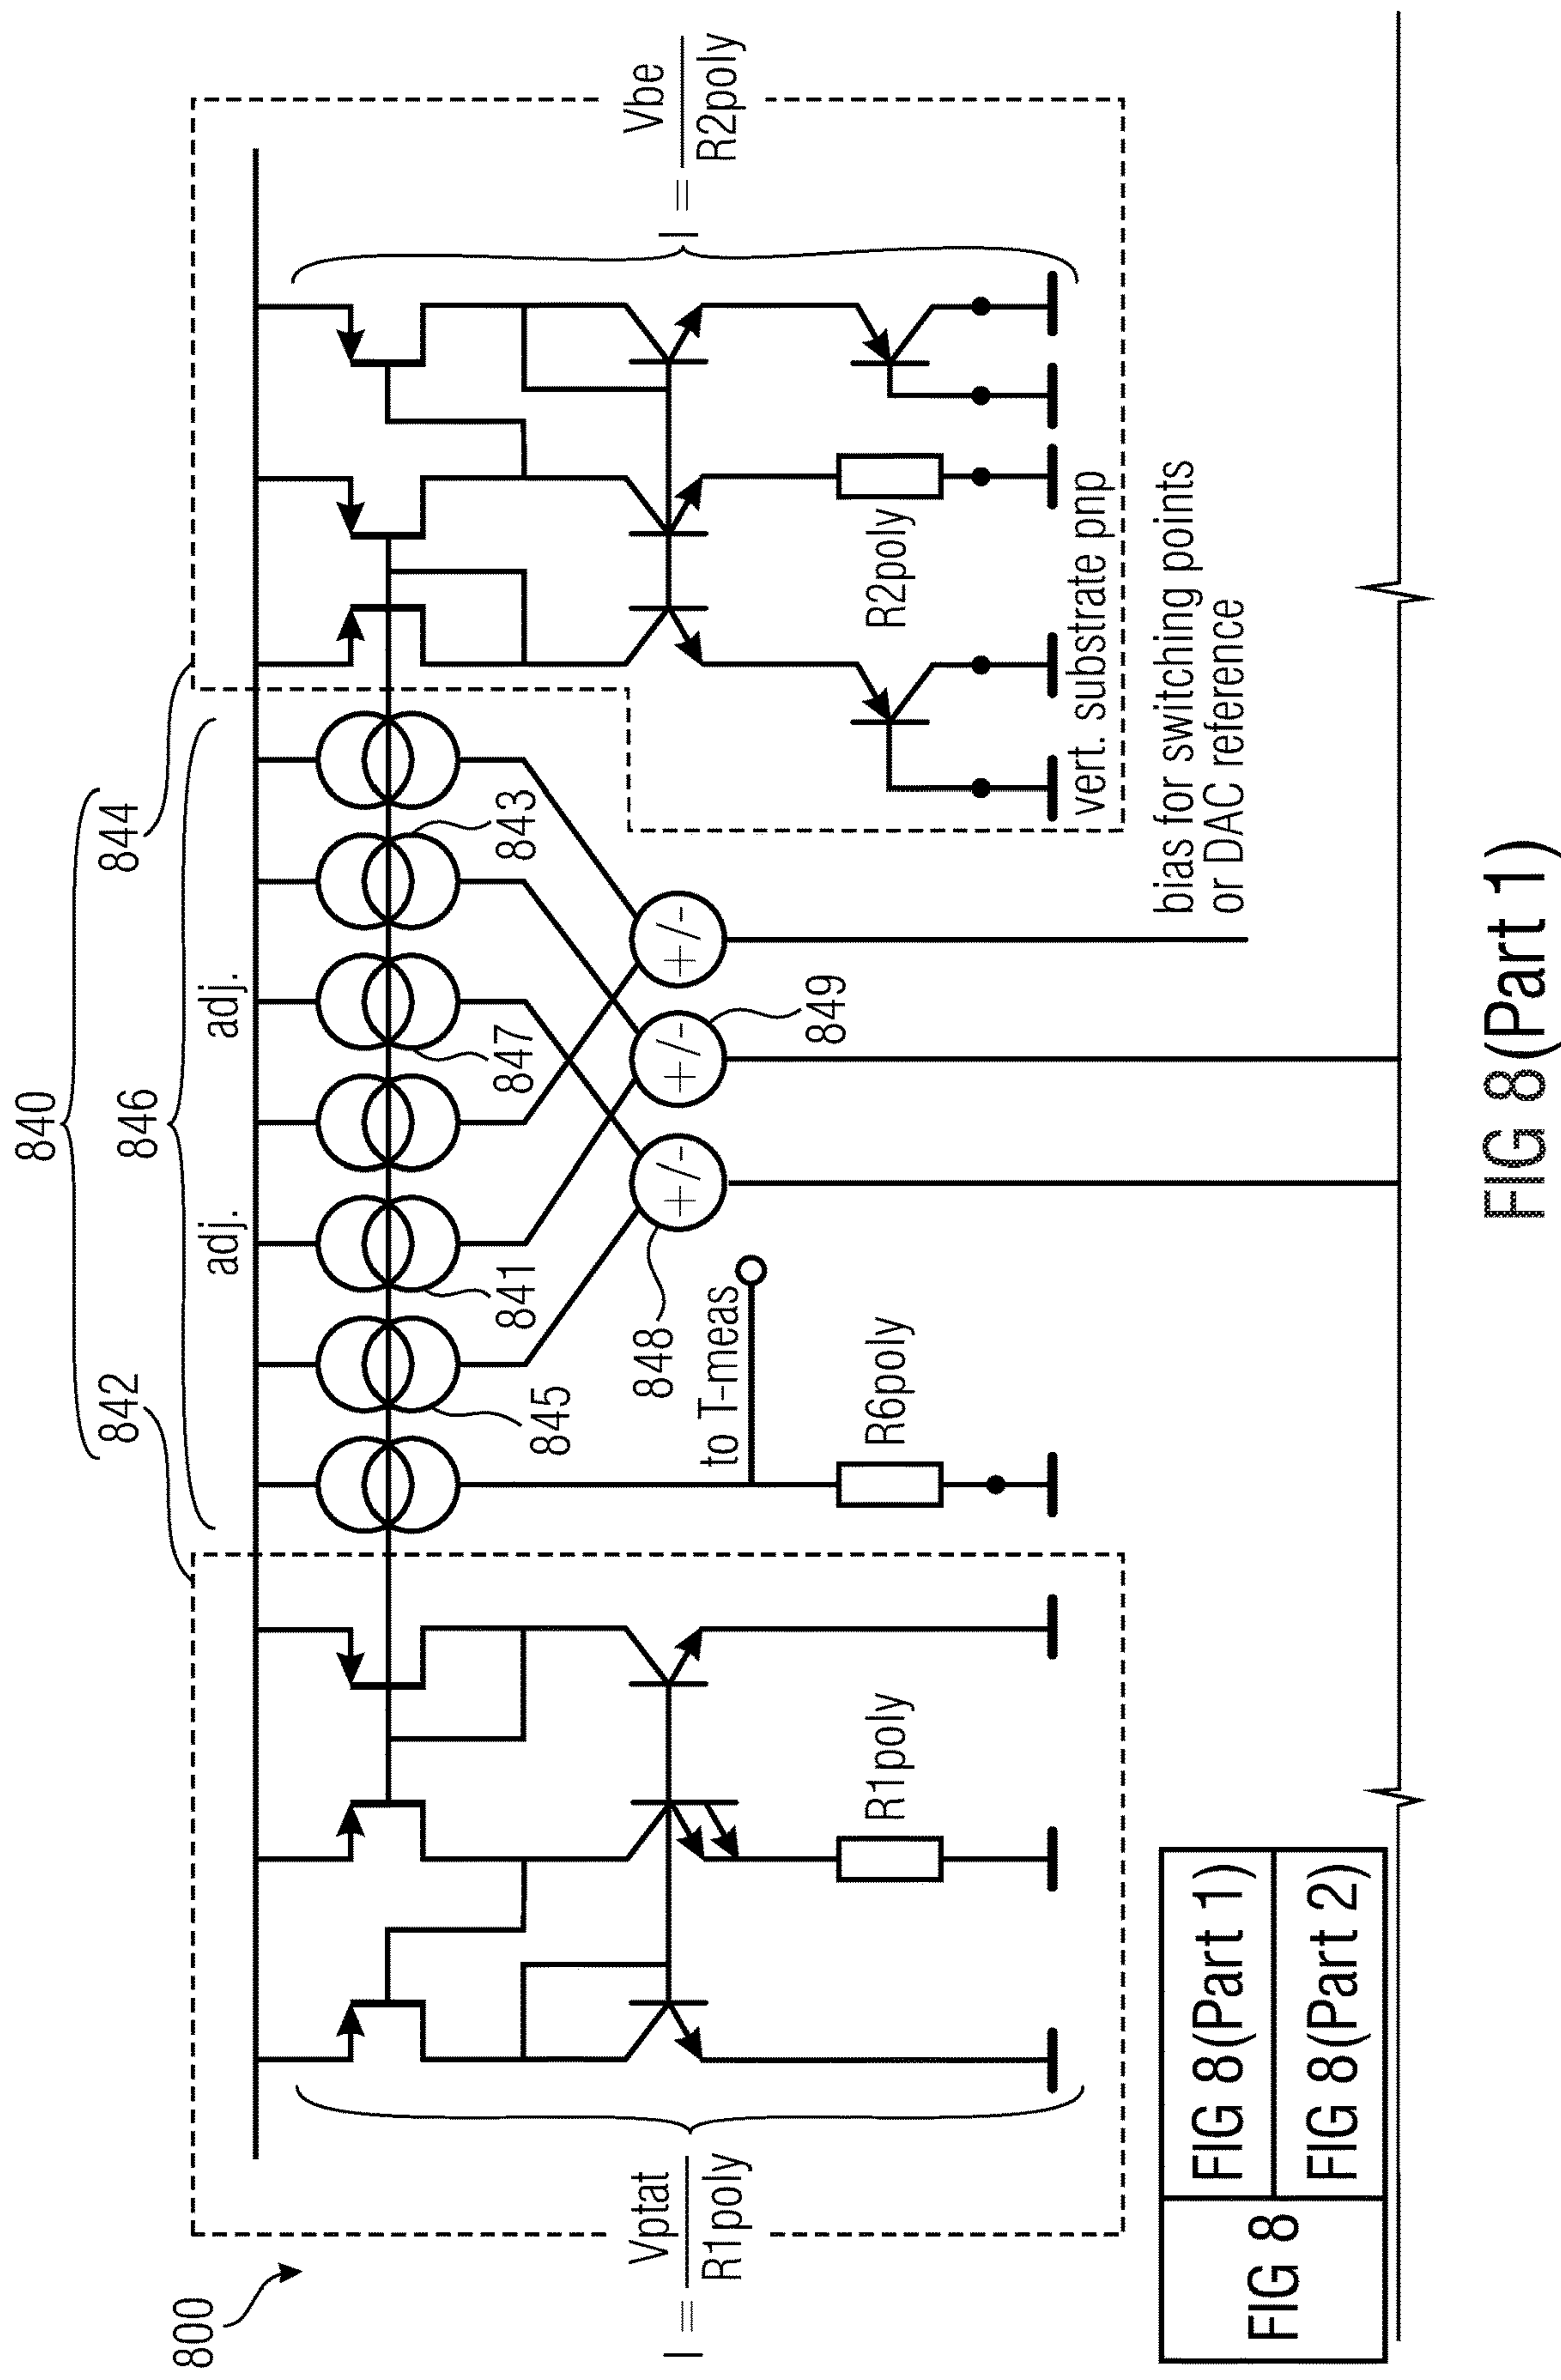 800
840
842
846
844
adj.
adj.
845
841
847
843
848
849
+/-
+/-
+/-
I = Vptat
R1poly
I = Vbe
R2poly
to T-meas
R1poly
R6poly
R2poly
vert. substrate pnp
bias for switching points
or DAC reference
FIG 8
FIG 8(Part 1)
FIG 8(Part 2)
FIG 8(Part 1)